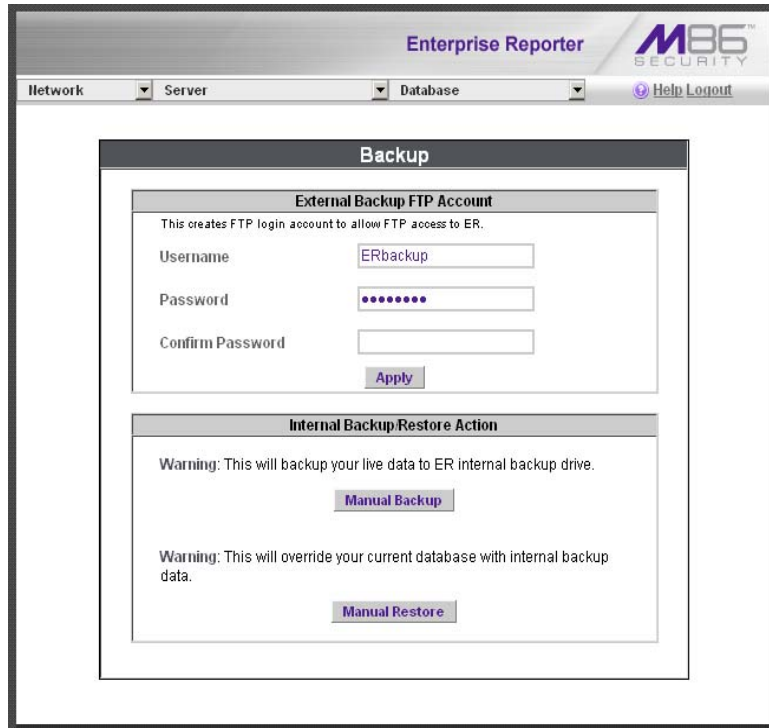 Enterprise Reporter
M86
SECURITY
™
Network
Server
Database
Help Logout
Backup
External Backup FTP Account
This creates FTP login account to allow FTP access to ER.
Username
ERbackup
Password
••••••••
Confirm Password
Apply
Internal Backup/Restore Action
Warning: This will backup your live data to ER internal backup drive.
Manual Backup
Warning: This will override your current database with internal backup
data.
Manual Restore